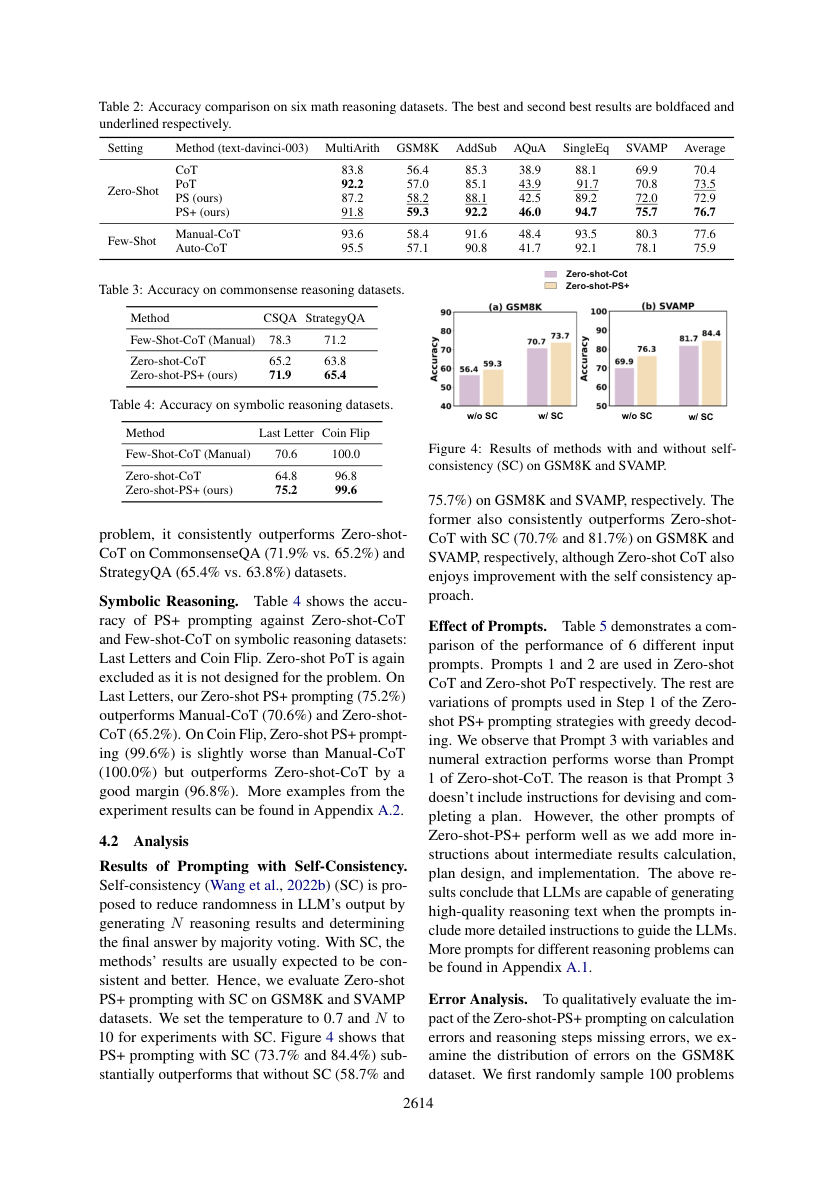 Table 2: Accuracy comparison on six math reasoning datasets. The best and second best results are boldfaced and
underlined respectively.
Setting Method (text-davinci-003) MultiArith GSM8K AddSub AQuA SingleEq SVAMP Average
Zero-Shot
CoT 83.8 56.4 85.3 38.9 88.1 69.9 70.4
PoT 92.2 57.0 85.1 43.9 91.7 70.8 73.5
PS (ours) 87.2 58.2 88.1 42.5 89.2 72.0 72.9
PS+ (ours) 91.8 59.3 92.2 46.0 94.7 75.7 76.7
Few-Shot
Manual-CoT 93.6 58.4 91.6 48.4 93.5 80.3 77.6
Auto-CoT 95.5 57.1 90.8 41.7 92.1 78.1 75.9
Table 3: Accuracy on commonsense reasoning datasets.
Method CSQA StrategyQA
Few-Shot-CoT (Manual) 78.3 71.2
Zero-shot-CoT 65.2 63.8
Zero-shot-PS+ (ours) 71.9 65.4
Table 4: Accuracy on symbolic reasoning datasets.
Method Last Letter Coin Flip
Few-Shot-CoT (Manual) 70.6 100.0
Zero-shot-CoT 64.8 96.8
Zero-shot-PS+ (ours) 75.2 99.6
problem, it consistently outperforms Zero-shot-
CoT on CommonsenseQA (71.9% vs. 65.2%) and
StrategyQA (65.4% vs. 63.8%) datasets.
Symbolic Reasoning. Table 4 shows the accu-
racy of PS+ prompting against Zero-shot-CoT
and Few-shot-CoT on symbolic reasoning datasets:
Last Letters and Coin Flip. Zero-shot PoT is again
excluded as it is not designed for the problem. On
Last Letters, our Zero-shot PS+ prompting (75.2%)
outperforms Manual-CoT (70.6%) and Zero-shot-
CoT (65.2%). On Coin Flip, Zero-shot PS+ prompt-
ing (99.6%) is slightly worse than Manual-CoT
(100.0%) but outperforms Zero-shot-CoT by a
good margin (96.8%). More examples from the
experiment results can be found in Appendix A.2.
4.2 Analysis
Results of Prompting with Self-Consistency.
Self-consistency (Wang et al., 2022b) (SC) is pro-
posed to reduce randomness in LLM's output by
generating N reasoning results and determining
the final answer by majority voting. With SC, the
methods' results are usually expected to be con-
sistent and better. Hence, we evaluate Zero-shot
PS+ prompting with SC on GSM8K and SVAMP
datasets. We set the temperature to 0.7 and N to
10 for experiments with SC. Figure 4 shows that
PS+ prompting with SC (73.7% and 84.4%) sub-
stantially outperforms that without SC (58.7% and
Zero-shot-Cot
Zero-shot-PS+
(a) GSM8K
Accuracy
90
80
70
60
50
40
56.4 59.3 70.7 73.7
w/o SC w/ SC
(b) SVAMP
Accuracy
100
90
80
70
60
50
69.9 76.3 81.7 84.4
w/o SC w/ SC
Figure 4: Results of methods with and without self-
consistency (SC) on GSM8K and SVAMP.
75.7%) on GSM8K and SVAMP, respectively. The
former also consistently outperforms Zero-shot-
CoT with SC (70.7% and 81.7%) on GSM8K and
SVAMP, respectively, although Zero-shot CoT also
enjoys improvement with the self consistency ap-
proach.
Effect of Prompts. Table 5 demonstrates a com-
parison of the performance of 6 different input
prompts. Prompts 1 and 2 are used in Zero-shot
CoT and Zero-shot PoT respectively. The rest are
variations of prompts used in Step 1 of the Zero-
shot PS+ prompting strategies with greedy decod-
ing. We observe that Prompt 3 with variables and
numeral extraction performs worse than Prompt
1 of Zero-shot-CoT. The reason is that Prompt 3
doesn't include instructions for devising and com-
pleting a plan. However, the other prompts of
Zero-shot-PS+ perform well as we add more in-
structions about intermediate results calculation,
plan design, and implementation. The above re-
sults conclude that LLMs are capable of generating
high-quality reasoning text when the prompts in-
clude more detailed instructions to guide the LLMs.
More prompts for different reasoning problems can
be found in Appendix A.1.
Error Analysis. To qualitatively evaluate the im-
pact of the Zero-shot-PS+ prompting on calculation
errors and reasoning steps missing errors, we ex-
amine the distribution of errors on the GSM8K
dataset. We first randomly sample 100 problems
2614